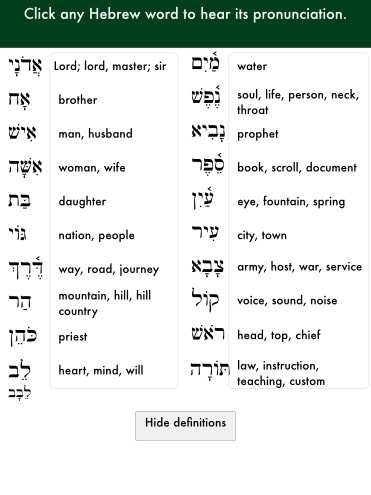 Click any Hebrew word to hear its pronunciation.
אֲדֹנָי Lord; lord, master; sir
אָח brother
אִישׁ man, husband
אִשָּׁה woman, wife
בַּת daughter
גּוֹי nation, people
דֶּ֫רֶךְ way, road, journey
הַר mountain, hill, hill
country
כֹּהֵן priest
לֵב heart, mind, will
לֵבָב
מַ֫יִם water
נֶ֫פֶשׁ soul, life, person, neck,
throat
נָבִיא prophet
סֵ֫פֶר book, scroll, document
עַ֫יִן eye, fountain, spring
עִיר city, town
צָבָא army, host, war, service
קוֹל voice, sound, noise
רֹאשׁ head, top, chief
תּוֹרָה law, instruction,
teaching, custom
Hide definitions